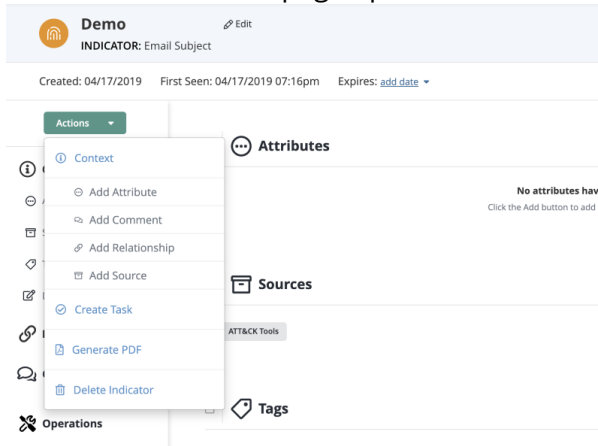 Demo
Edit
INDICATOR: Email Subject
Created: 04/17/2019 First Seen: 04/17/2019 07:16pm Expires: add date
Actions
Context
Add Attribute
Add Comment
Add Relationship
Add Source
Create Task
Generate PDF
Delete Indicator
Operations
Attributes
No attributes hav
Click the Add button to add
Sources
ATT&CK Tools
Tags